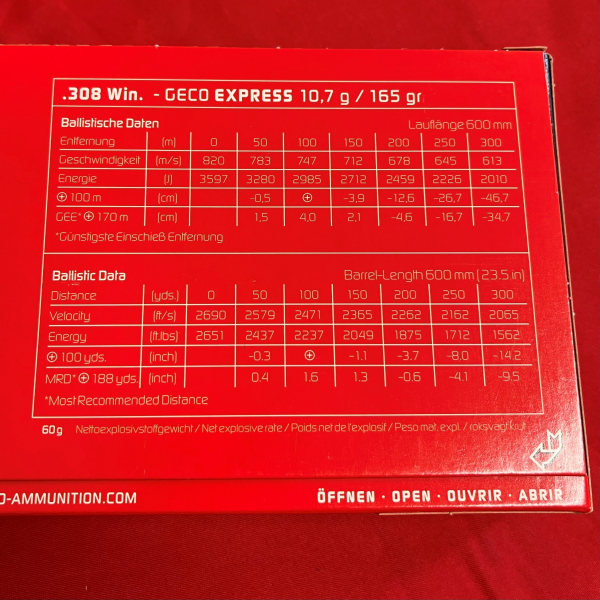 .308 Win. - GECO EXPRESS 10,7 g / 165 gr
Ballistische Daten Lauflänge 600 mm
Entfernung (m) 0 50 100 150 200 250 300
Geschwindigkeit (m/s) 820 783 747 712 678 645 613
Energie (J) 3597 3280 2985 2712 2459 2226 2010
⊕ 100 m (cm) -0,5 ⊕ -3,9 -12,6 -26,7 -46,7
GEE* ⊕ 170 m (cm) 1,5 4,0 2,1 -4,6 -16,7 -34,7
*Günstigste Einschieß Entfernung
Ballistic Data Barrel-Length 600 mm (23.5 in)
Distance (yds.) 0 50 100 150 200 250 300
Velocity (ft/s) 2690 2579 2471 2365 2262 2162 2065
Energy (ft.lbs) 2651 2437 2237 2049 1875 1712 1562
⊕ 100 yds. (inch) -0.3 ⊕ -1.1 -3.7 -8.0 -14.2
MRD* ⊕ 188 yds. (inch) 0.4 1.6 1.3 -0.6 -4.1 -9.5
*Most Recommended Distance
60 g Nettoexplosivstoffgewicht / Net explosive rate / Poids net de l'explosif / Peso mat. expl. / roksvagt kryt
O-AMMUNITION.COM ÖFFNEN · OPEN · OUVRIR · ABRIR